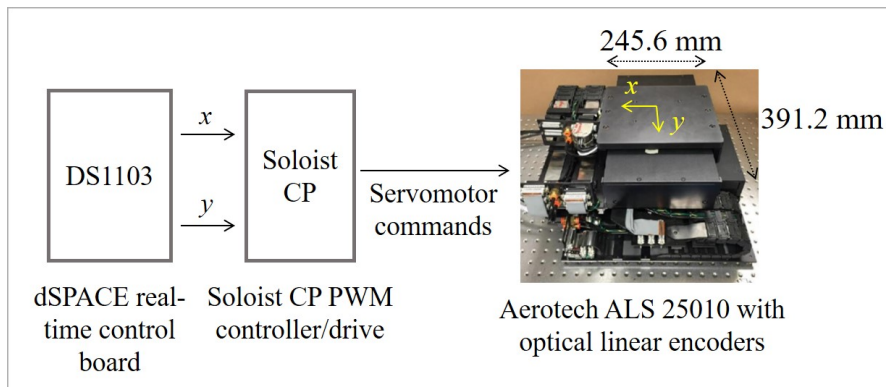 245.6 mm
391.2 mm
x
y
DS1103
x
y
Soloist
CP
Servomotor
commands
dSPACE real-
time control
board
Soloist CP PWM
controller/drive
Aerotech ALS 25010 with
optical linear encoders